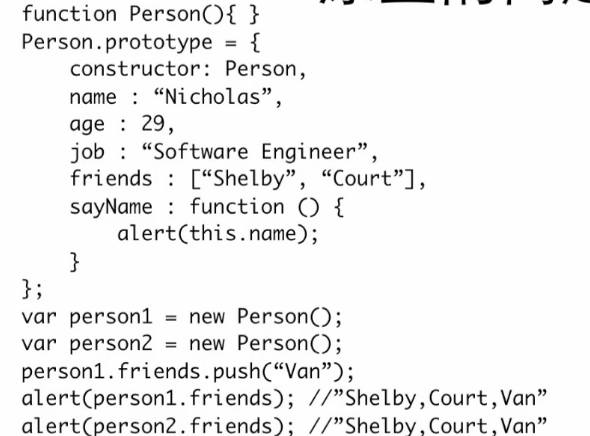 function Person(){ }
Person.prototype = {
    constructor: Person,
    name : “Nicholas”,
    age : 29,
    job : “Software Engineer”,
    friends : [“Shelby”, “Court”],
    sayName : function () {
        alert(this.name);
    }
};
var person1 = new Person();
var person2 = new Person();
person1.friends.push(“Van”);
alert(person1.friends); //”Shelby,Court,Van”
alert(person2.friends); //”Shelby,Court,Van”